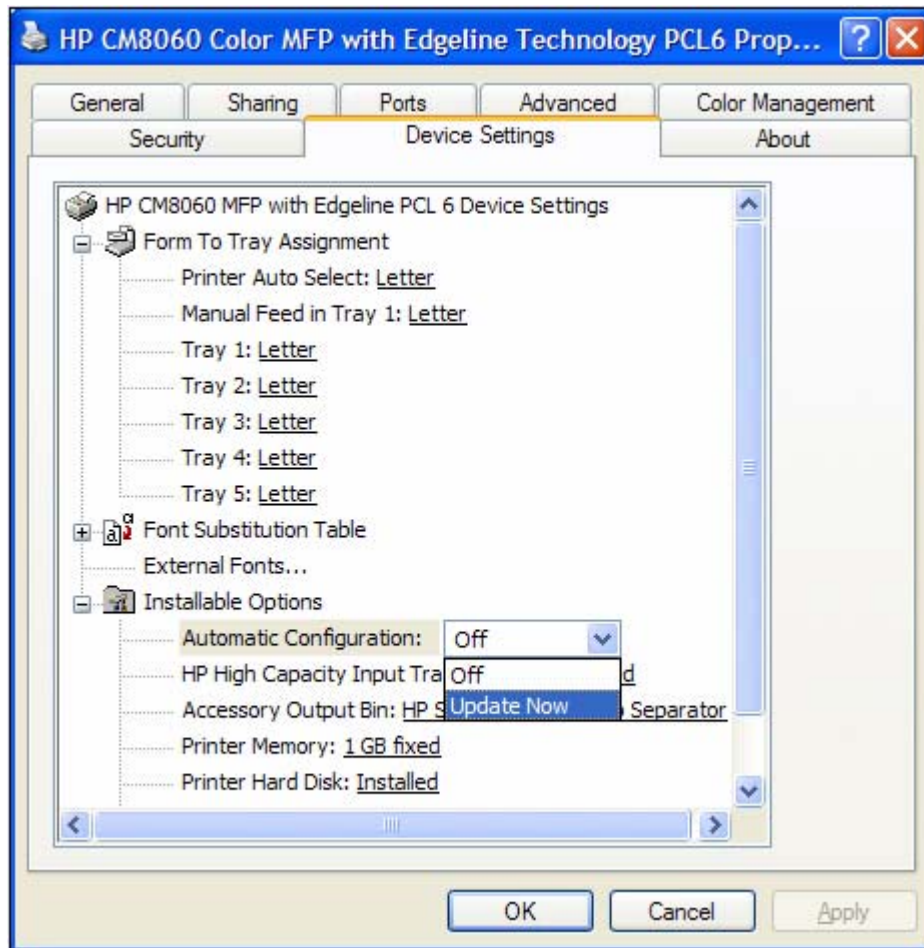 HP CM8060 Color MFP with Edgeline Technology PCL6 Prop... ?
General Sharing Ports Advanced Color Management
Security Device Settings About
HP CM8060 MFP with Edgeline PCL 6 Device Settings
Form To Tray Assignment
Printer Auto Select: Letter
Manual Feed in Tray 1: Letter
Tray 1: Letter
Tray 2: Letter
Tray 3: Letter
Tray 4: Letter
Tray 5: Letter
Font Substitution Table
External Fonts...
Installable Options
Automatic Configuration: Off
HP High Capacity Input Tra Off d
Accessory Output Bin: HP S Update Now Separator
Printer Memory: 1 GB fixed
Printer Hard Disk: Installed
OK Cancel Apply